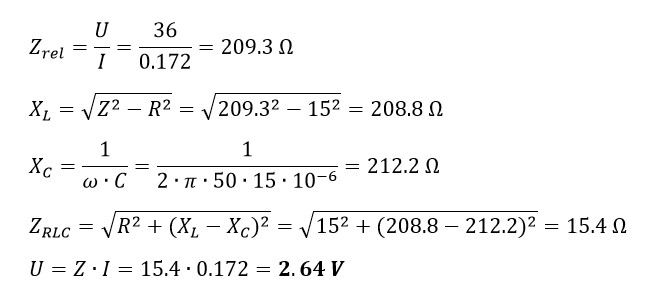 Z_rel = U/I = 36/0.172 = 209.3 Ω
X_L = √(Z² − R²) = √(209.3² − 15²) = 208.8 Ω
X_C = 1/(ω · C) = 1/(2 · π · 50 · 15 · 10⁻⁶) = 212.2 Ω
Z_RLC = √(R² + (X_L − X_C)²) = √(15² + (208.8 − 212.2)²) = 15.4 Ω
U = Z · I = 15.4 · 0.172 = 2.64 V